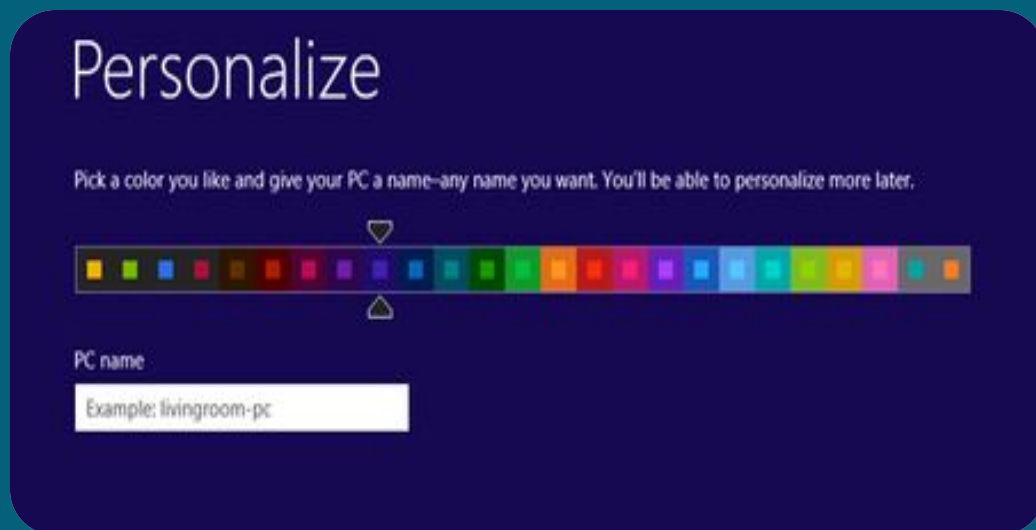 Personalize
Pick a color you like and give your PC a name–any name you want. You'll be able to personalize more later.
PC name
Example: livingroom-pc